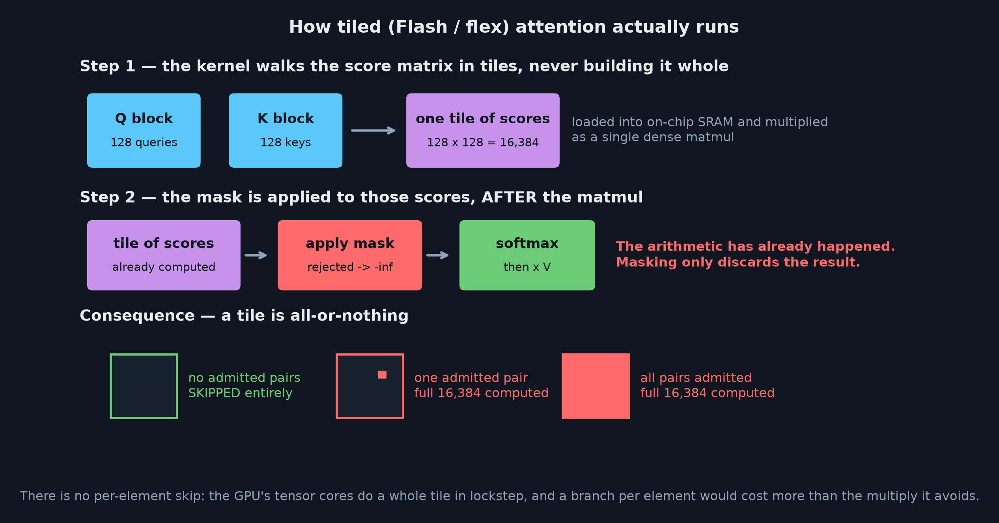 How tiled (Flash / flex) attention actually runs
Step 1 — the kernel walks the score matrix in tiles, never building it whole
Q block
128 queries
K block
128 keys
one tile of scores
128 x 128 = 16,384
loaded into on-chip SRAM and multiplied
as a single dense matmul
Step 2 — the mask is applied to those scores, AFTER the matmul
tile of scores
already computed
apply mask
rejected -> -inf
softmax
then x V
The arithmetic has already happened.
Masking only discards the result.
Consequence — a tile is all-or-nothing
no admitted pairs
SKIPPED entirely
one admitted pair
full 16,384 computed
all pairs admitted
full 16,384 computed
There is no per-element skip: the GPU's tensor cores do a whole tile in lockstep, and a branch per element would cost more than the multiply it avoids.